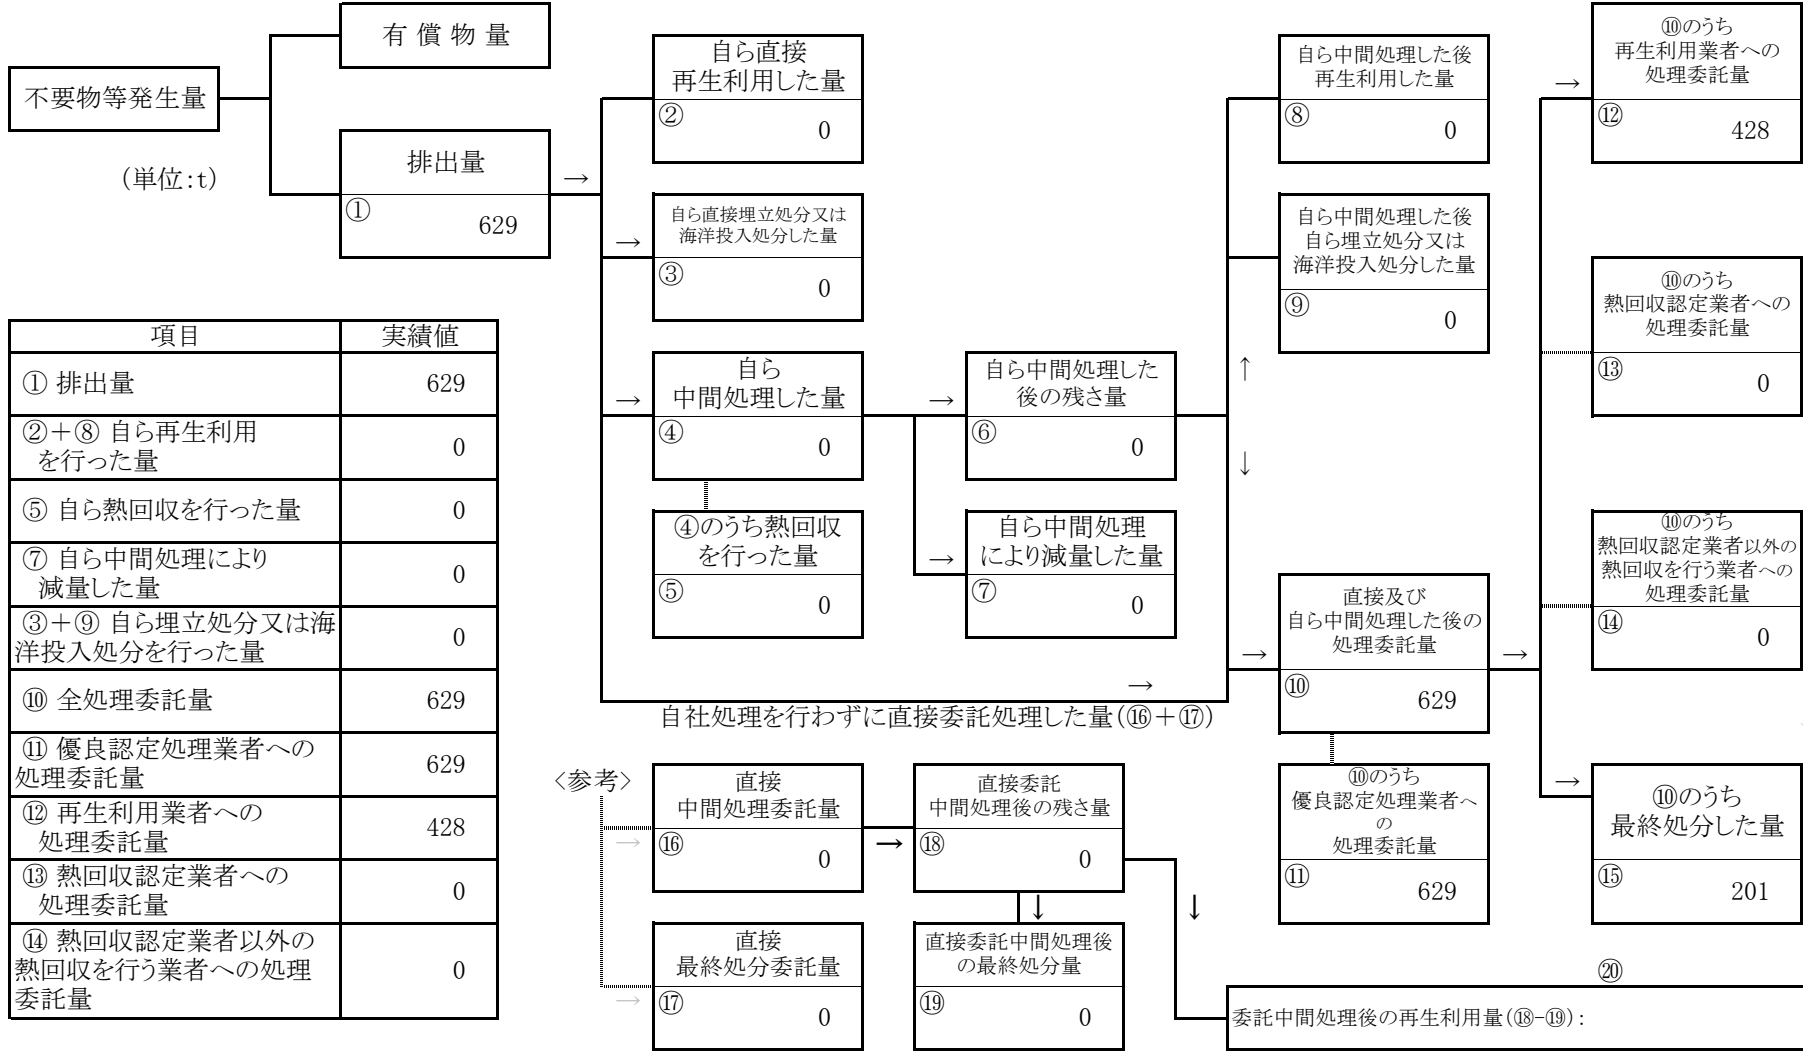 有償物量
不要物等発生量
(単位:t)
排出量
①
629
→
自ら直接
再生利用した量
②
0
→
自ら直接埋立処分又は
海洋投入処分した量
③
0
→
自ら
中間処理した量
④
0
④のうち熱回収
を行った量
⑤
0
→
自ら中間処理した
後の残さ量
⑥
0
→
自ら中間処理
により減量した量
⑦
0
自ら中間処理した後
再生利用した量
⑧
0
自ら中間処理した後
自ら埋立処分又は
海洋投入処分した量
⑨
0
↑
↓
→
直接及び
自ら中間処理した後の
処理委託量
⑩
629
→
⑩のうち
優良認定処理業者へ
の
処理委託量
⑪
629
→
⑩のうち
再生利用業者への
処理委託量
⑫
428
⑩のうち
熱回収認定業者への
処理委託量
⑬
0
⑩のうち
熱回収認定業者以外の
熱回収を行う業者への
処理委託量
⑭
0
→
⑩のうち
最終処分した量
⑮
201
→
自社処理を行わずに直接委託処理した量(⑯+⑰)
<参考>
→
直接
中間処理委託量
⑯
0
→
直接委託
中間処理後の残さ量
⑱
0
→
直接
最終処分委託量
⑰
0
↓
直接委託中間処理後
の最終処分量
⑲
0
↓
⑳
委託中間処理後の再生利用量(⑱-⑲):
項目 実績値
① 排出量 629
②+⑧ 自ら再生利用
を行った量 0
⑤ 自ら熱回収を行った量 0
⑦ 自ら中間処理により
減量した量 0
③+⑨ 自ら埋立処分又は海
洋投入処分を行った量 0
⑩ 全処理委託量 629
⑪ 優良認定処理業者への
処理委託量 629
⑫ 再生利用業者への
処理委託量 428
⑬ 熱回収認定業者への
処理委託量 0
⑭ 熱回収認定業者以外の
熱回収を行う業者への処理
委託量 0